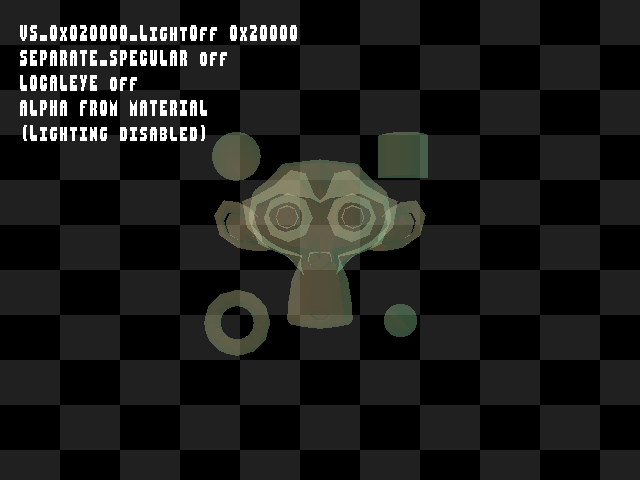 VS_0x020000_LightOff 0x20000
SEPARATE_SPECULAR off
LOCALEYE off
ALPHA FROM MATERIAL
(LIGHTING DISABLED)